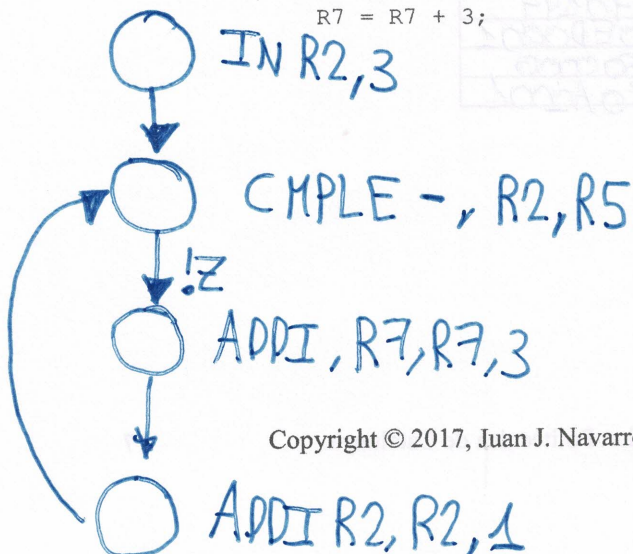 R7 = R7 + 3;
IN R2,3
CMPLE -, R2, R5
!Z
ADDI, R7,R7,3
Copyright © 2017, Juan J. Navarro
ADDI R2, R2, 1